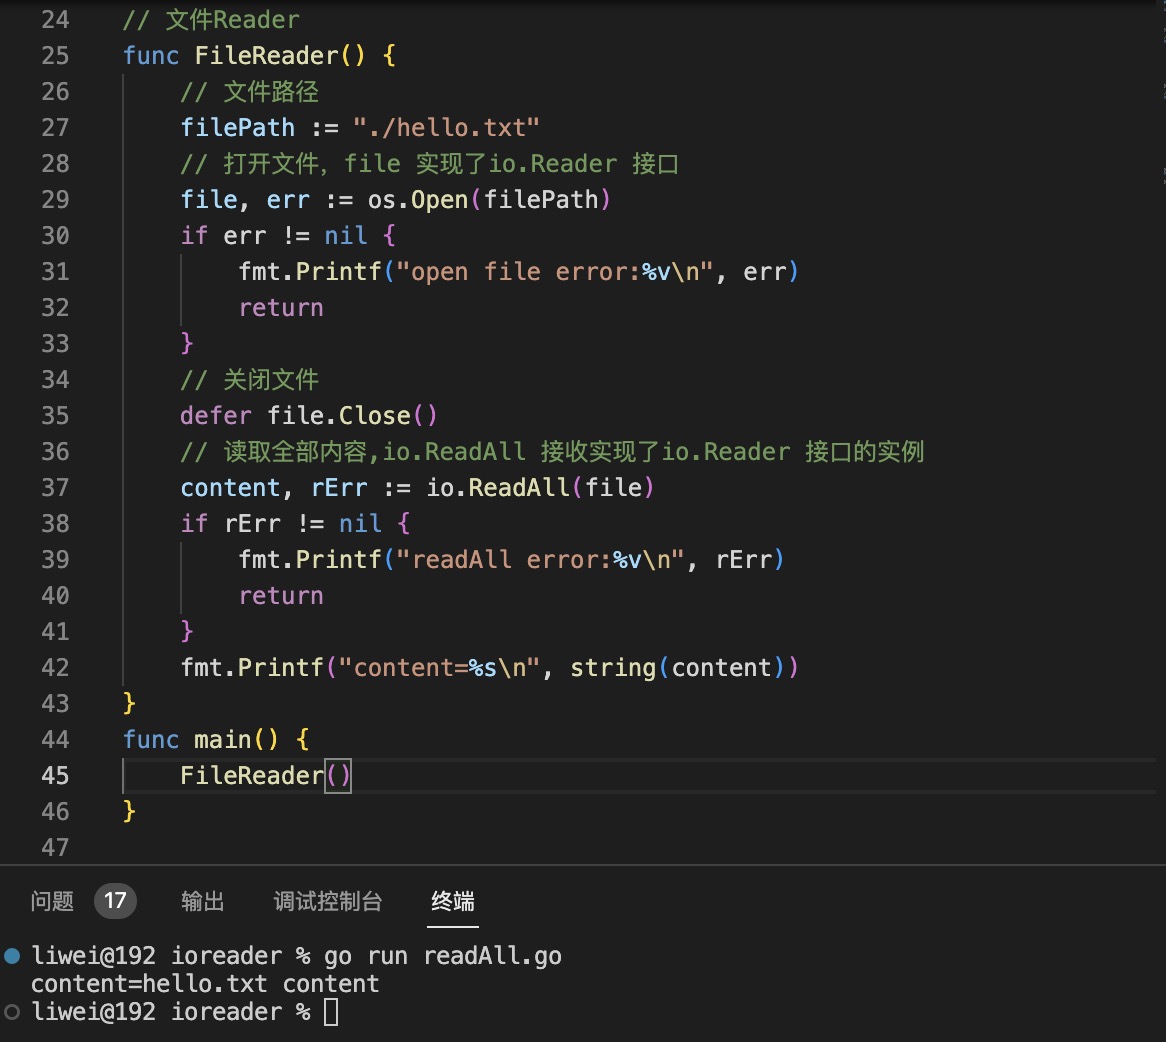 24 // 文件Reader
25 func FileReader() {
26 // 文件路径
27 filePath := "./hello.txt"
28 // 打开文件, file 实现了io.Reader 接口
29 file, err := os.Open(filePath)
30 if err != nil {
31 fmt.Printf("open file error:%v\n", err)
32 return
33 }
34 // 关闭文件
35 defer file.Close()
36 // 读取全部内容,io.ReadAll 接收实现了io.Reader 接口的实例
37 content, rErr := io.ReadAll(file)
38 if rErr != nil {
39 fmt.Printf("readAll error:%v\n", rErr)
40 return
41 }
42 fmt.Printf("content=%s\n", string(content))
43 }
44 func main() {
45 FileReader()
46 }
47
问题 17 输出 调试控制台 终端
liwei@192 ioreader % go run readAll.go
content=hello.txt content
liwei@192 ioreader %